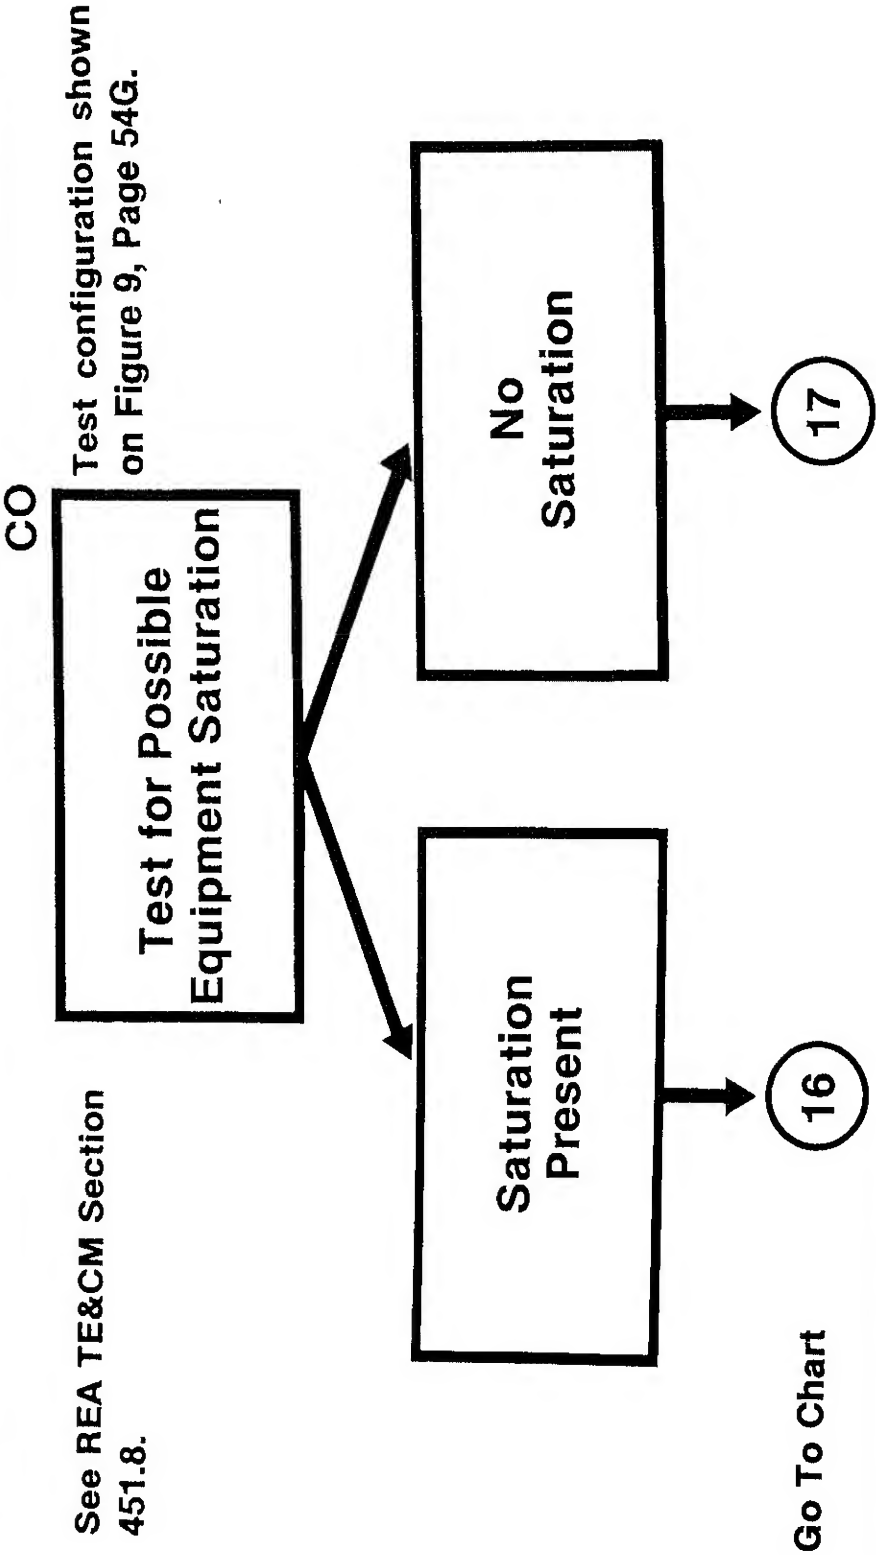 CO
See REA TE&CM Section
451.8.
Test for Possible
Equipment Saturation
Test configuration shown
on Figure 9, Page 54G.
Saturation
Present
No
Saturation
Go To Chart
16
17